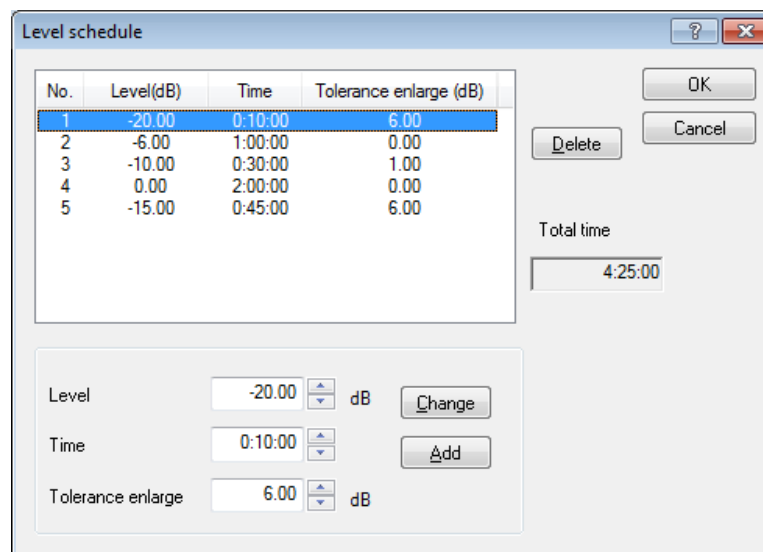 Level schedule
No. Level(dB) Time Tolerance enlarge (dB)
1 -20.00 0:10:00 6.00
2 -6.00 1:00:00 0.00
3 -10.00 0:30:00 1.00
4 0.00 2:00:00 0.00
5 -15.00 0:45:00 6.00
OK
Cancel
Delete
Total time
4:25:00
Level -20.00 dB Change
Time 0:10:00 Add
Tolerance enlarge 6.00 dB